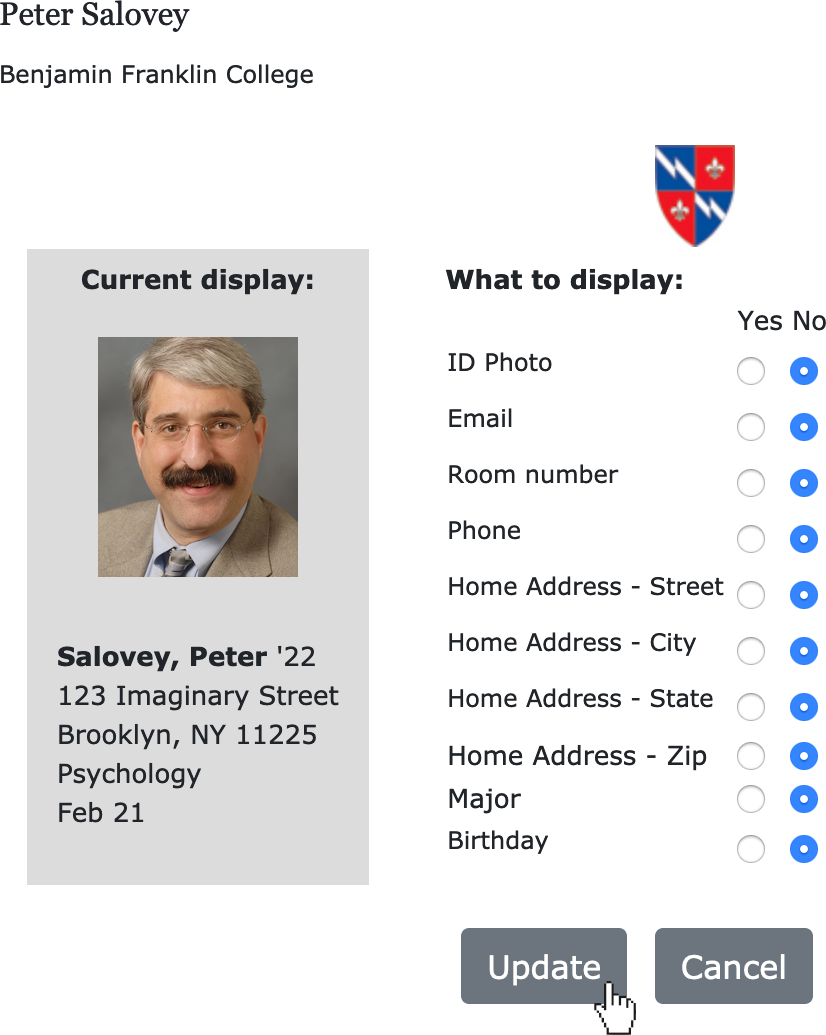 Peter Salovey
Benjamin Franklin College
Current display:
Salovey, Peter '22
123 Imaginary Street
Brooklyn, NY 11225
Psychology
Feb 21
What to display:
Yes No
ID Photo
Email
Room number
Phone
Home Address - Street
Home Address - City
Home Address - State
Home Address - Zip
Major
Birthday
Update Cancel